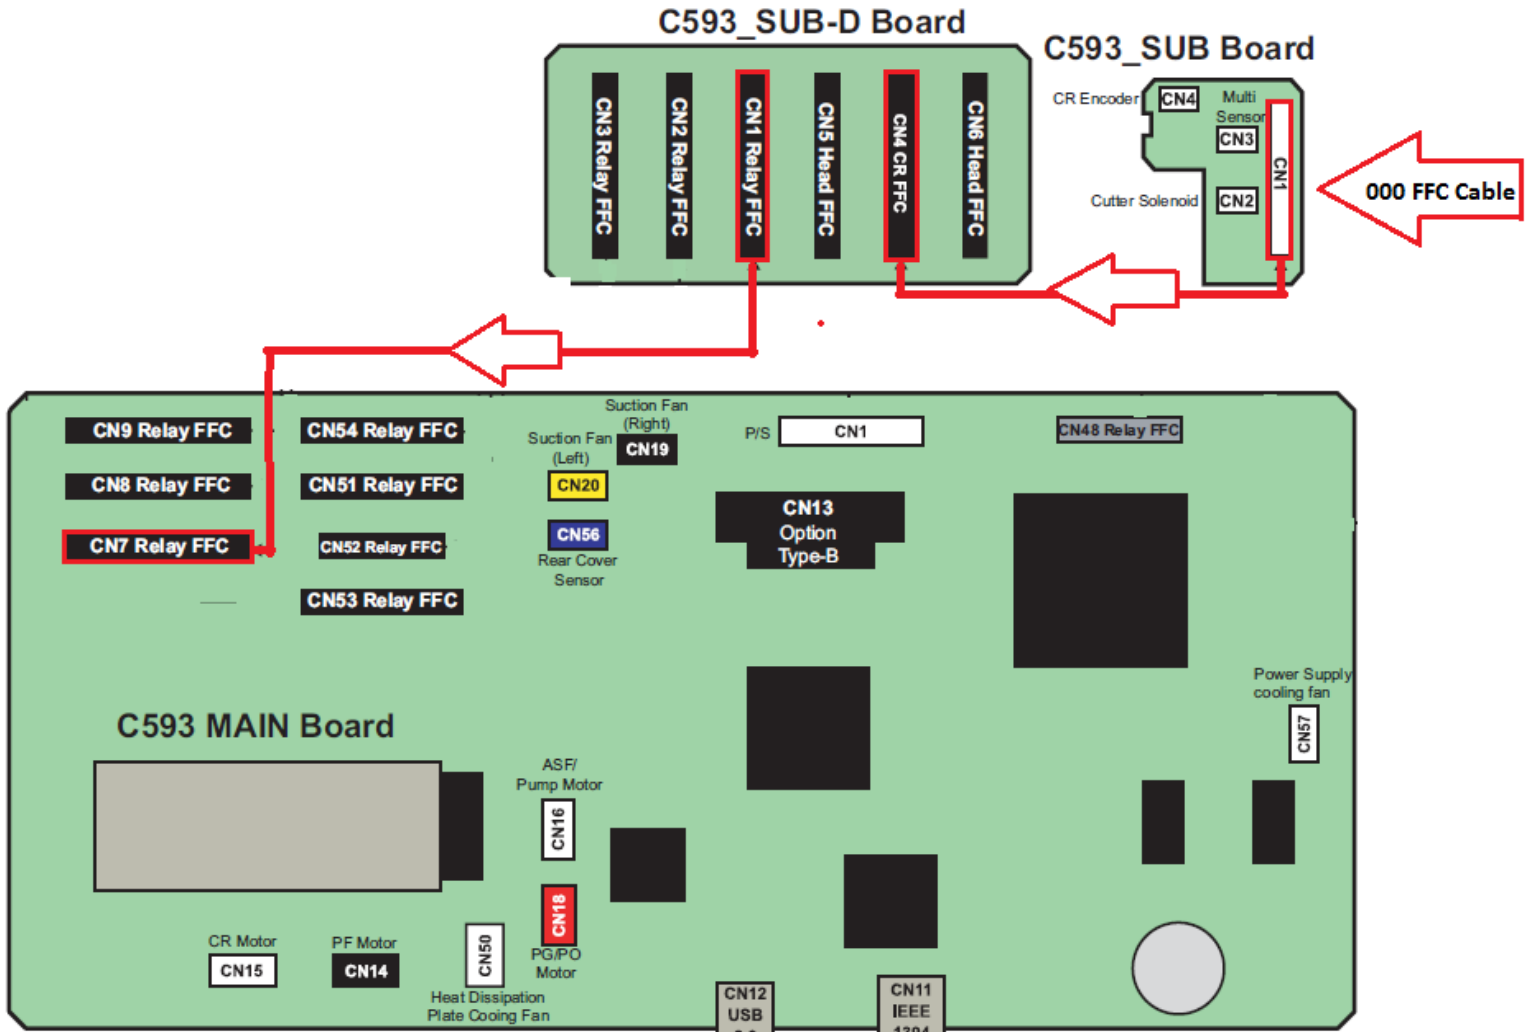 C593_SUB-D Board
C593_SUB Board
CN3 Relay FFC
CN2 Relay FFC
CN1 Relay FFC
CN5 Head FFC
CN4 CR FFC
CN6 Head FFC
CR Encoder
CN4
Multi
Sensor
CN3
CN1
Cutter Solenoid
CN2
000 FFC Cable
CN9 Relay FFC
CN54 Relay FFC
CN8 Relay FFC
CN51 Relay FFC
CN7 Relay FFC
CN52 Relay FFC
CN53 Relay FFC
Suction Fan
(Right)
CN19
Suction Fan
(Left)
CN20
CN56
Rear Cover
Sensor
P/S
CN1
CN48 Relay FFC
CN13
Option
Type-B
Power Supply
cooling fan
CN57
C593 MAIN Board
ASF/
Pump Motor
CN16
CN18
PG/PO
Motor
CR Motor
CN15
PF Motor
CN14
CN50
Heat Dissipation
Plate Cooing Fan
CN12
USB
CN11
IEEE